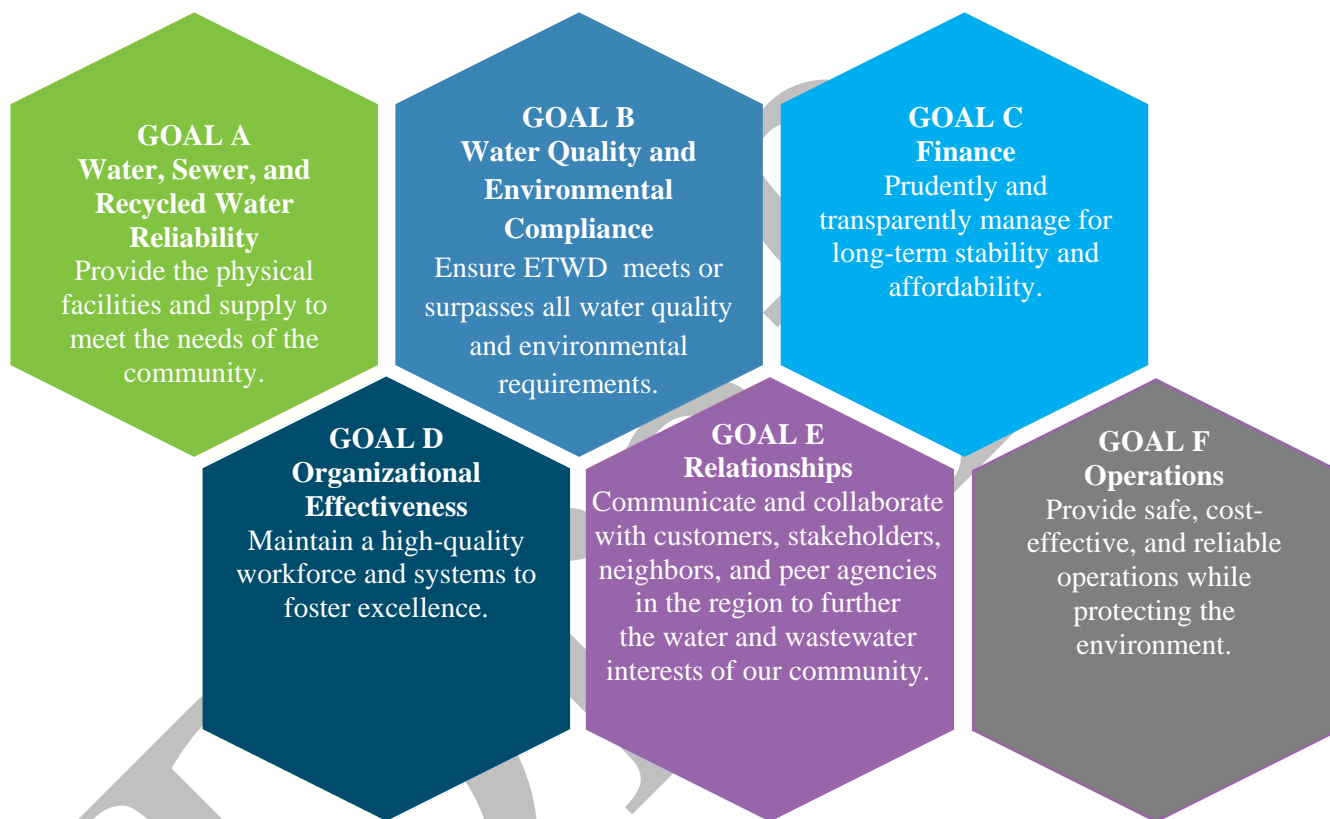 GOAL A
Water, Sewer, and
Recycled Water
Reliability
Provide the physical
facilities and supply to
meet the needs of the
community.
GOAL B
Water Quality and
Environmental
Compliance
Ensure ETWD  meets or
surpasses all water quality
and environmental
requirements.
GOAL C
Finance
Prudently and
transparently manage for
long-term stability and
affordability.
GOAL D
Organizational
Effectiveness
Maintain a high-quality
workforce and systems to
foster excellence.
GOAL E
Relationships
Communicate and collaborate
with customers, stakeholders,
neighbors, and peer agencies
in the region to further
the water and wastewater
interests of our community.
GOAL F
Operations
Provide safe, cost-
effective, and reliable
operations while
protecting the
environment.